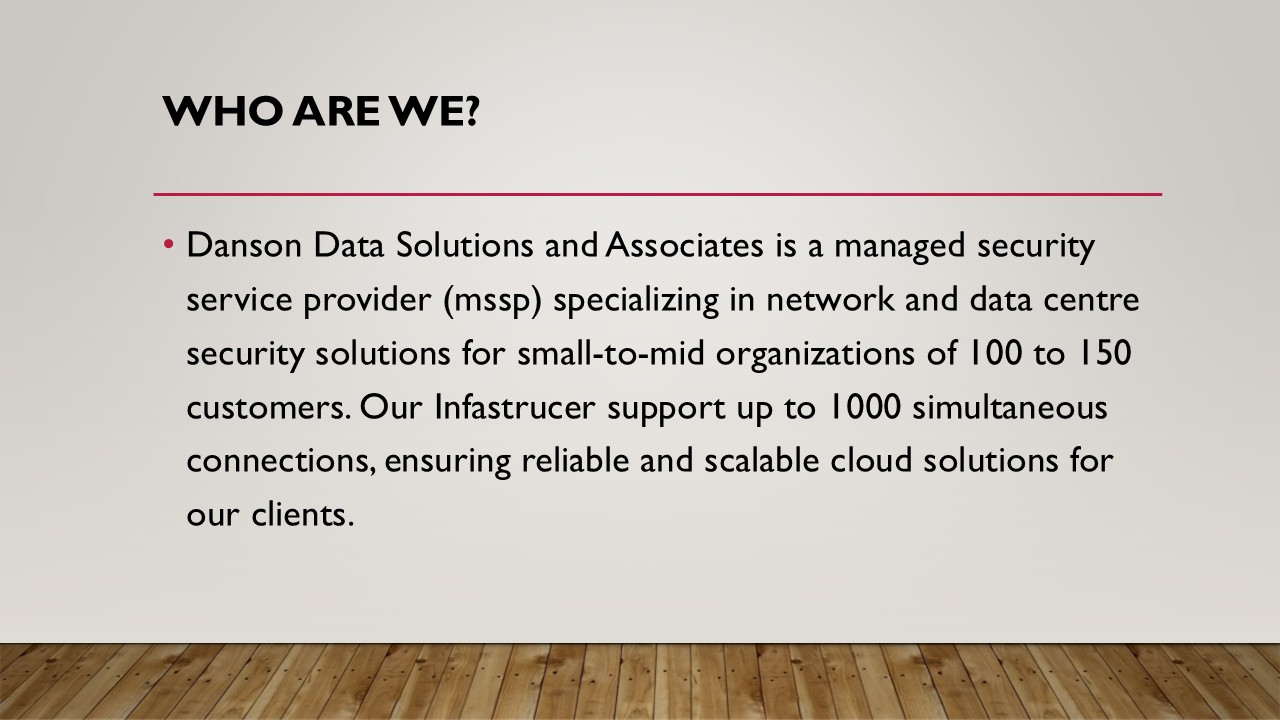 WHO ARE WE?
• Danson Data Solutions and Associates is a managed security
service provider (mssp) specializing in network and data centre
security solutions for small-to-mid organizations of 100 to 150
customers. Our Infastrucer support up to 1000 simultaneous
connections, ensuring reliable and scalable cloud solutions for
our clients.